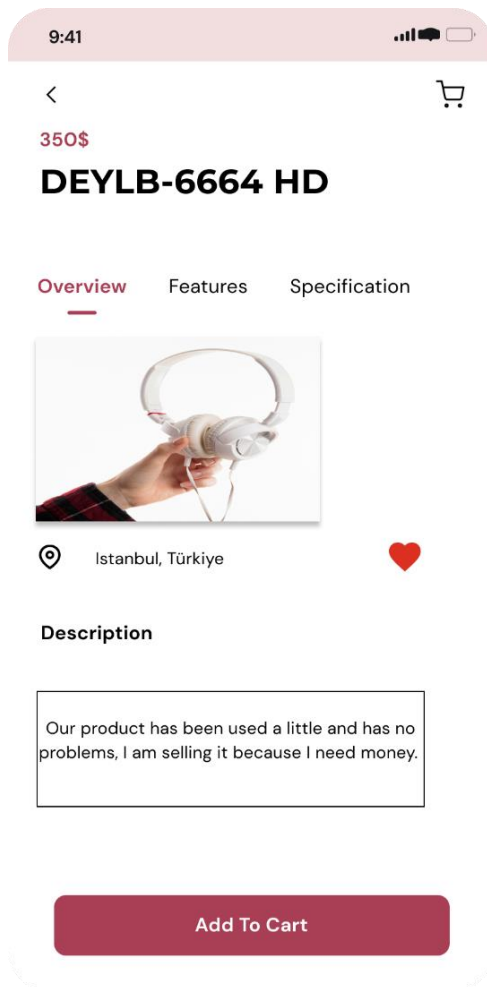 9:41
350$
DEYLB-6664 HD
Overview Features Specification
Istanbul, Türkiye
Description
Our product has been used a little and has no
problems, I am selling it because I need money.
Add To Cart